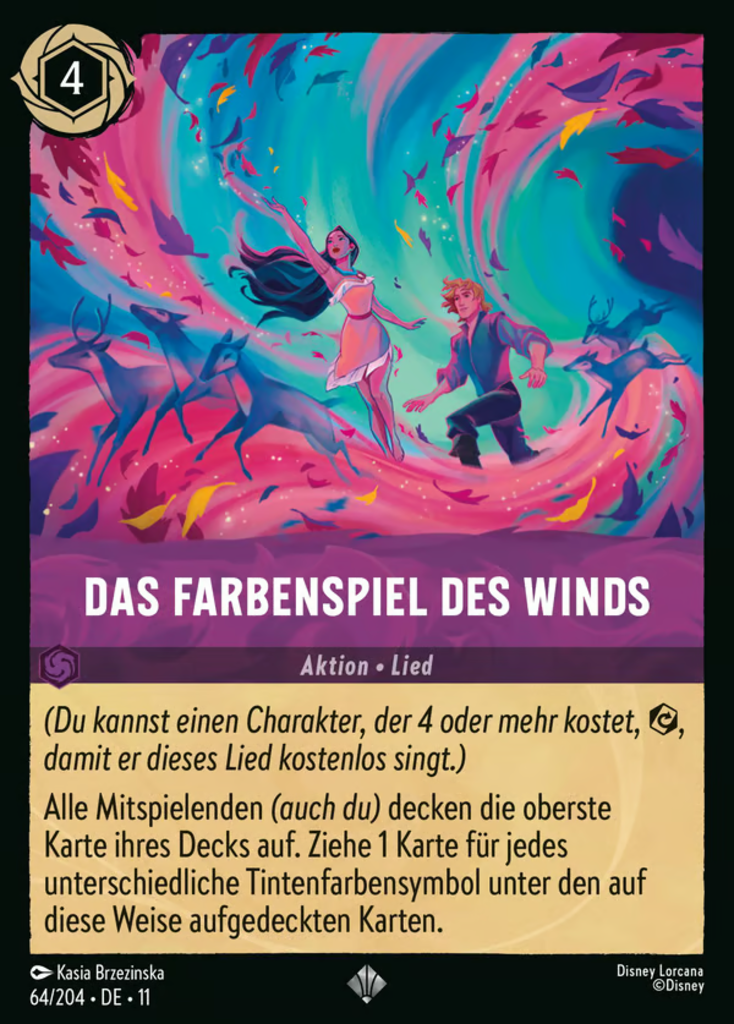 4
DAS FARBENSPIEL DES WINDS
Aktion • Lied
(Du kannst einen Charakter, der 4 oder mehr kostet, ,
damit er dieses Lied kostenlos singt.)
Alle Mitspielenden (auch du) decken die oberste
Karte ihres Decks auf. Ziehe 1 Karte für jedes
unterschiedliche Tintenfarbensymbol unter den auf
diese Weise aufgedeckten Karten.
Kasia Brzezinska
64/204 • DE • 11
Disney Lorcana
©Disney